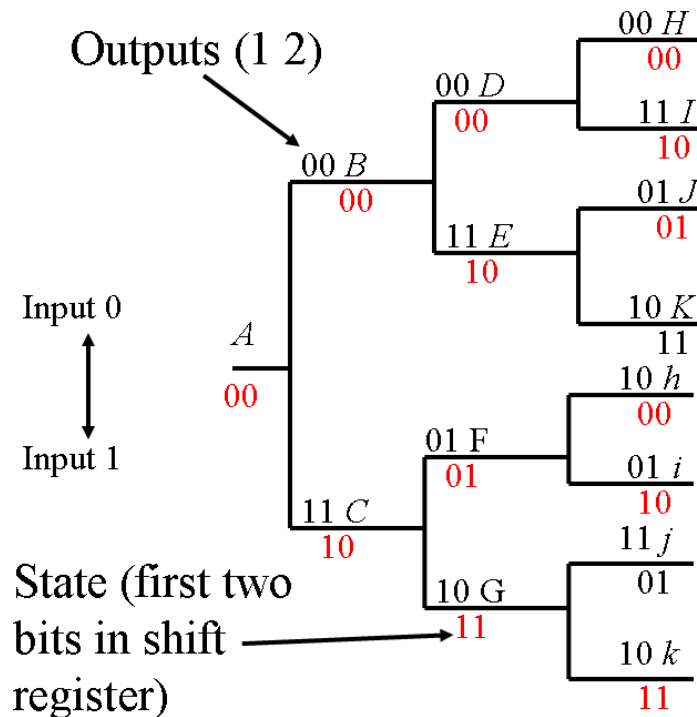 Outputs (1 2)
00 H
00
00 D
00
11 I
10
00 B
00
01 J
01
11 E
10
10 K
11
Input 0
A
00
Input 1
10 h
00
01 F
01
01 i
10
11 C
10
11 j
01
10 G
11
10 k
11
State (first two
bits in shift
register)